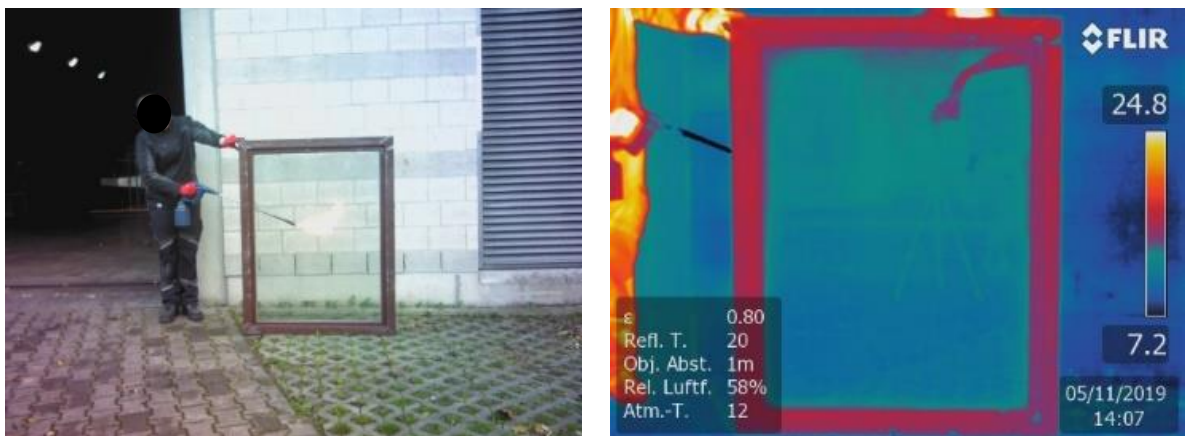 FLIR
24.8
7.2
ε 0.80
Refl. T. 20
Obj. Abst. 1m
Rel. Luftf. 58%
Atm.-T. 12
05/11/2019
14:07